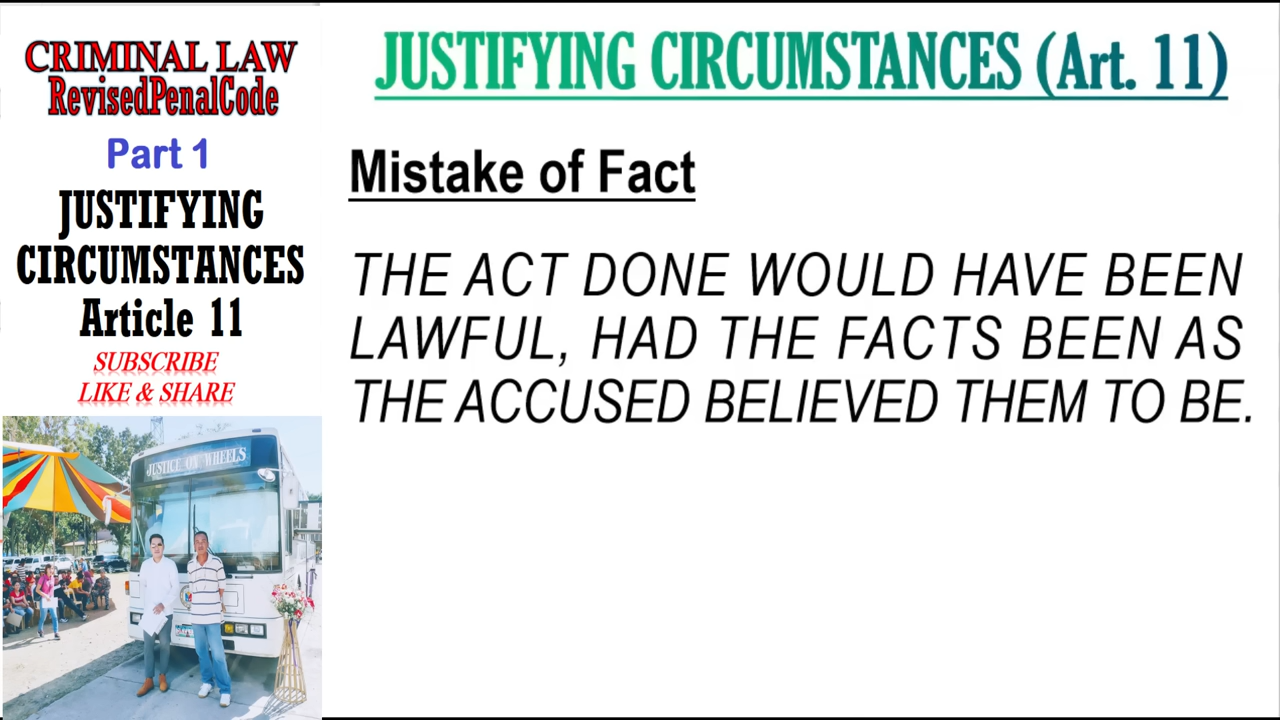 CRIMINAL LAW
RevisedPenalCode
Part 1
JUSTIFYING
CIRCUMSTANCES
Article 11
SUBSCRIBE
LIKE & SHARE
JUSTICE ON WHEELS
JUSTIFYING CIRCUMSTANCES (Art. 11)
Mistake of Fact
THE ACT DONE WOULD HAVE BEEN
LAWFUL, HAD THE FACTS BEEN AS
THE ACCUSED BELIEVED THEM TO BE.